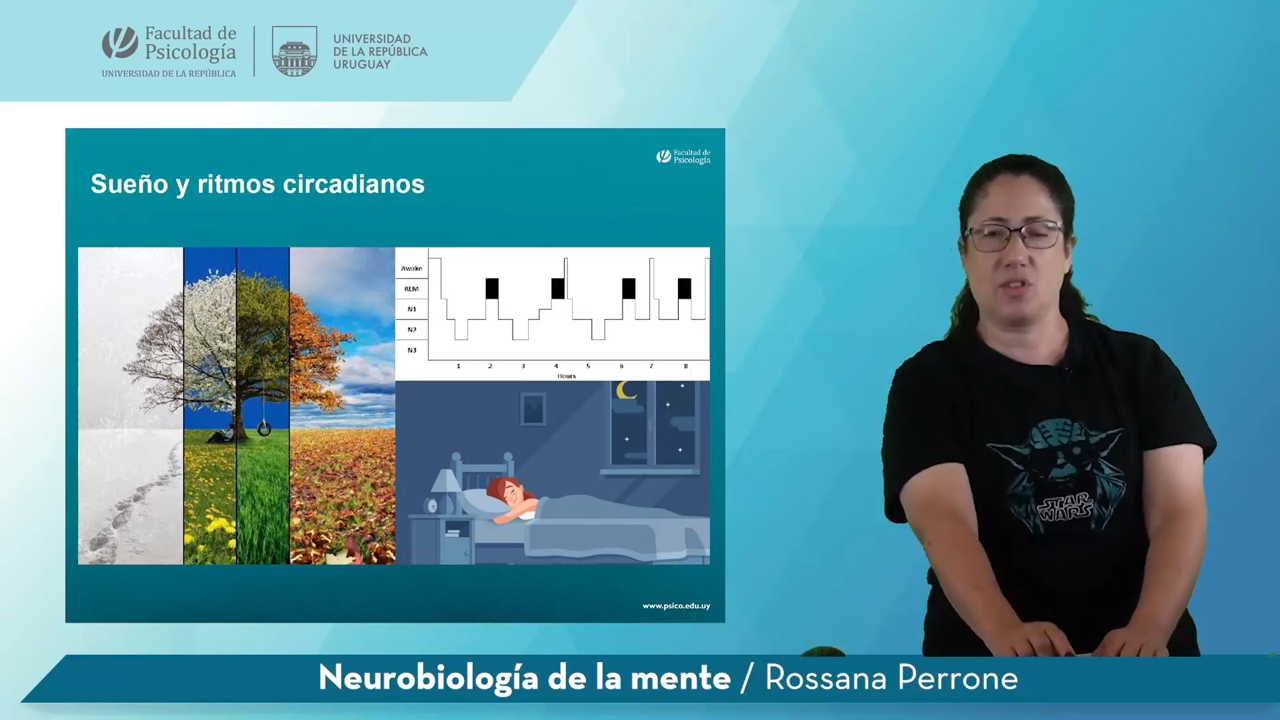 Facultad de
Psicología
UNIVERSIDAD DE LA REPÚBLICA
UNIVERSIDAD
DE LA REPÚBLICA
URUGUAY
Facultad de
Psicología
Sueño y ritmos circadianos
Awake
REM
N1
N2
N3
1 2 3 4 5 6 7 8
Hours
www.psico.edu.uy
STAR
WARS
Neurobiología de la mente / Rossana Perrone